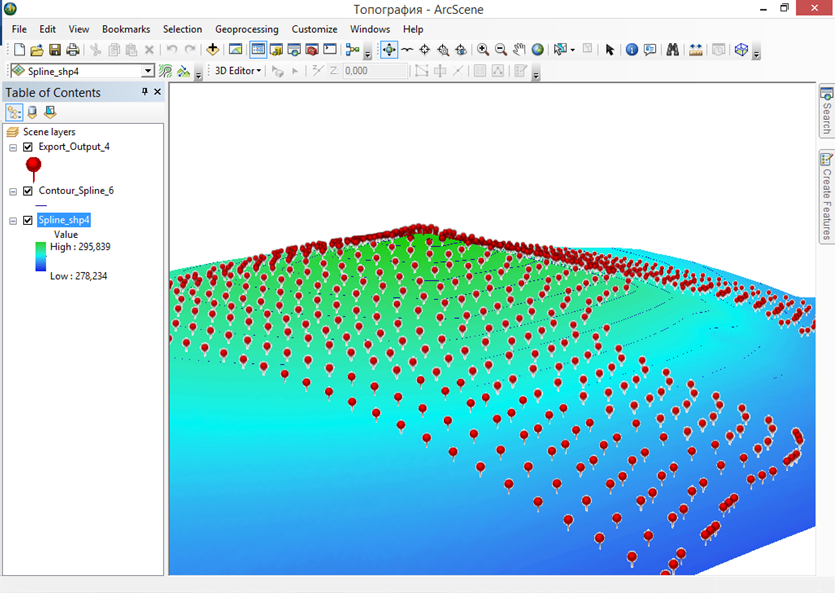 Топография - ArcScene
File Edit View Bookmarks Selection Geoprocessing Customize Windows Help
Spline_shp4 3D Editor Z: 0,000
Table of Contents
Scene layers
Export_Output_4
Contour_Spline_6
Spline_shp4
Value
High : 295,839
Low : 278,234
Search
Create Features